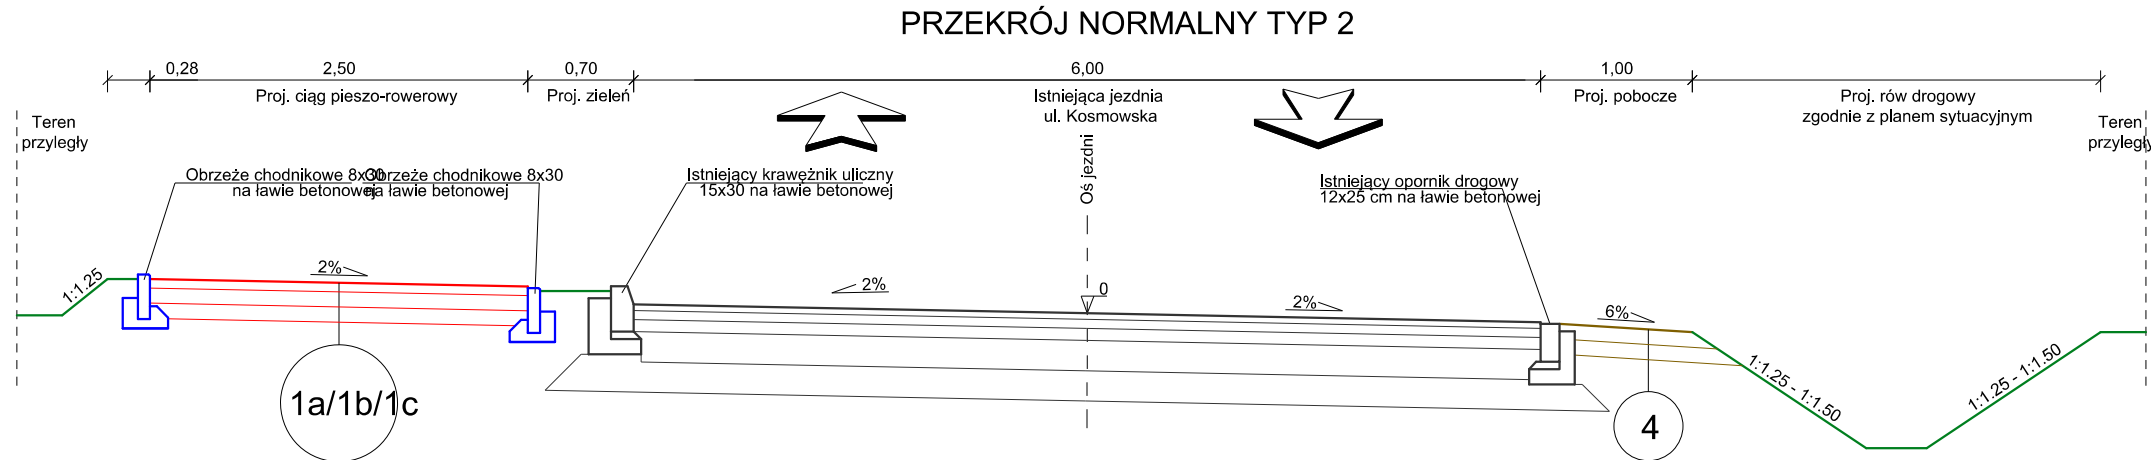 PRZEKRÓJ NORMALNY TYP 2
0,28
2,50
0,70
6,00
1,00
Proj. ciąg pieszo-rowerowy
Proj. zieleń
Istniejąca jezdnia
ul. Kosmowska
Proj. pobocze
Proj. rów drogowy
zgodnie z planem sytuacyjnym
Teren
przyległy
Teren
przyległy
Oś jezdni
Obrzeże chodnikowe 8x30
na ławie betonowej
Obrzeże chodnikowe 8x30
na ławie betonowej
Istniejący krawężnik uliczny
15x30 na ławie betonowej
Istniejący opornik drogowy
12x25 cm na ławie betonowej
1:1.25
2%
2%
0
2%
6%
1:1.25 - 1:1.50
1:1.25 - 1:1.50
1a/1b/1c
4